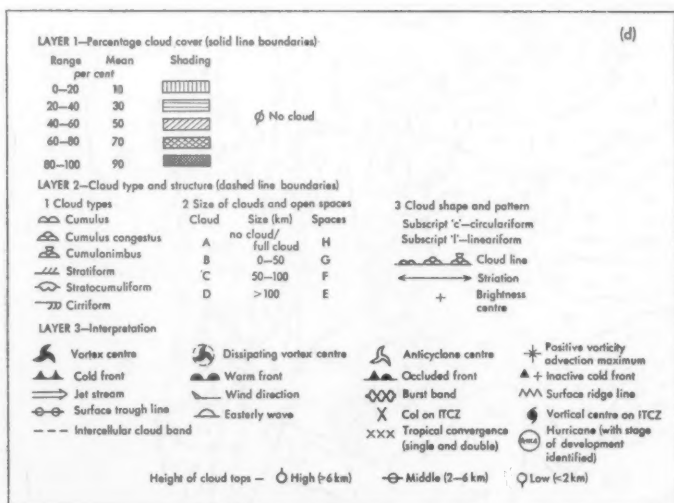 (d)
LAYER 1—Percentage cloud cover (solid line boundaries)
Range Mean Shading
per cent
0—20 10
20—40 30
40—60 50 ∅ No cloud
60—80 70
80—100 90
LAYER 2—Cloud type and structure (dashed line boundaries)
1 Cloud types 2 Size of clouds and open spaces 3 Cloud shape and pattern
Cumulus Cloud Size (km) Spaces Subscript 'c'—circulariform
Cumulus congestus A no cloud/ full cloud H Subscript 'l'—lineariform
Cumulonimbus B 0—50 G Cloud line
Stratiform C 50—100 F Striation
Stratocumuliform D >100 E + Brightness centre
Cirriform
LAYER 3—Interpretation
Vortex centre Dissipating vortex centre Anticyclone centre Positive vorticity advection maximum
Cold front Warm front Occluded front Inactive cold front
Jet stream Wind direction Burst band Surface ridge line
Surface trough line Easterly wave X Col on ITCZ Vortical centre on ITCZ
Intercellular cloud band XXX Tropical convergence (single and double) Hurricane (with stage of development identified)
Height of cloud tops — High (>6 km) Middle (2—6 km) Low (<2 km)